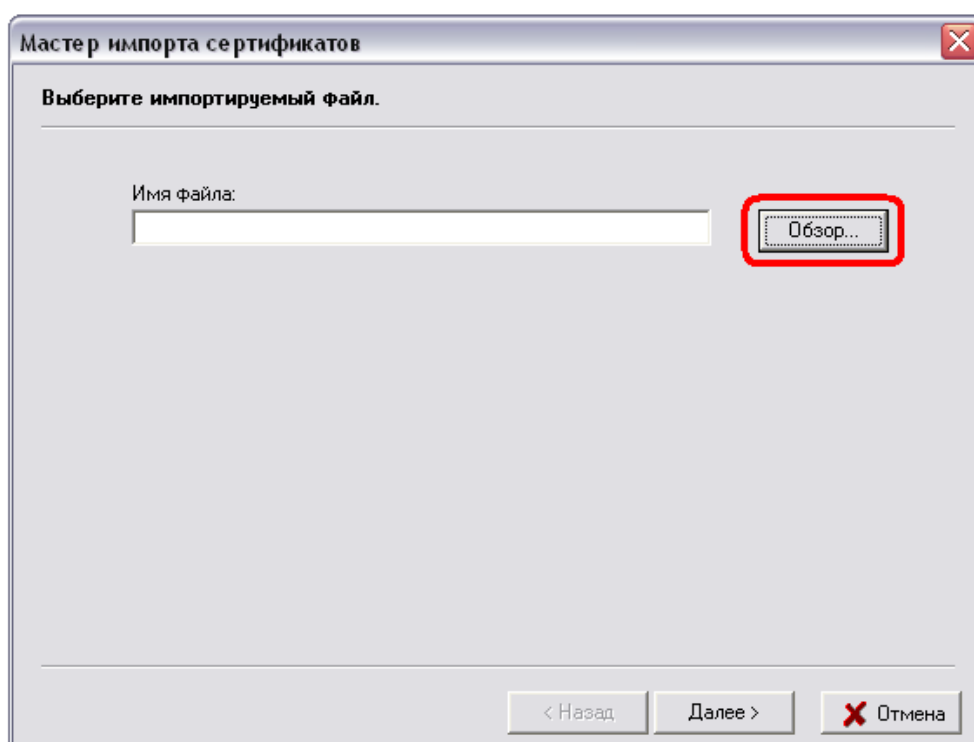 Мастер импорта сертификатов
Выберите импортируемый файл.
Имя файла:
Обзор...
< Назад
Далее >
Отмена